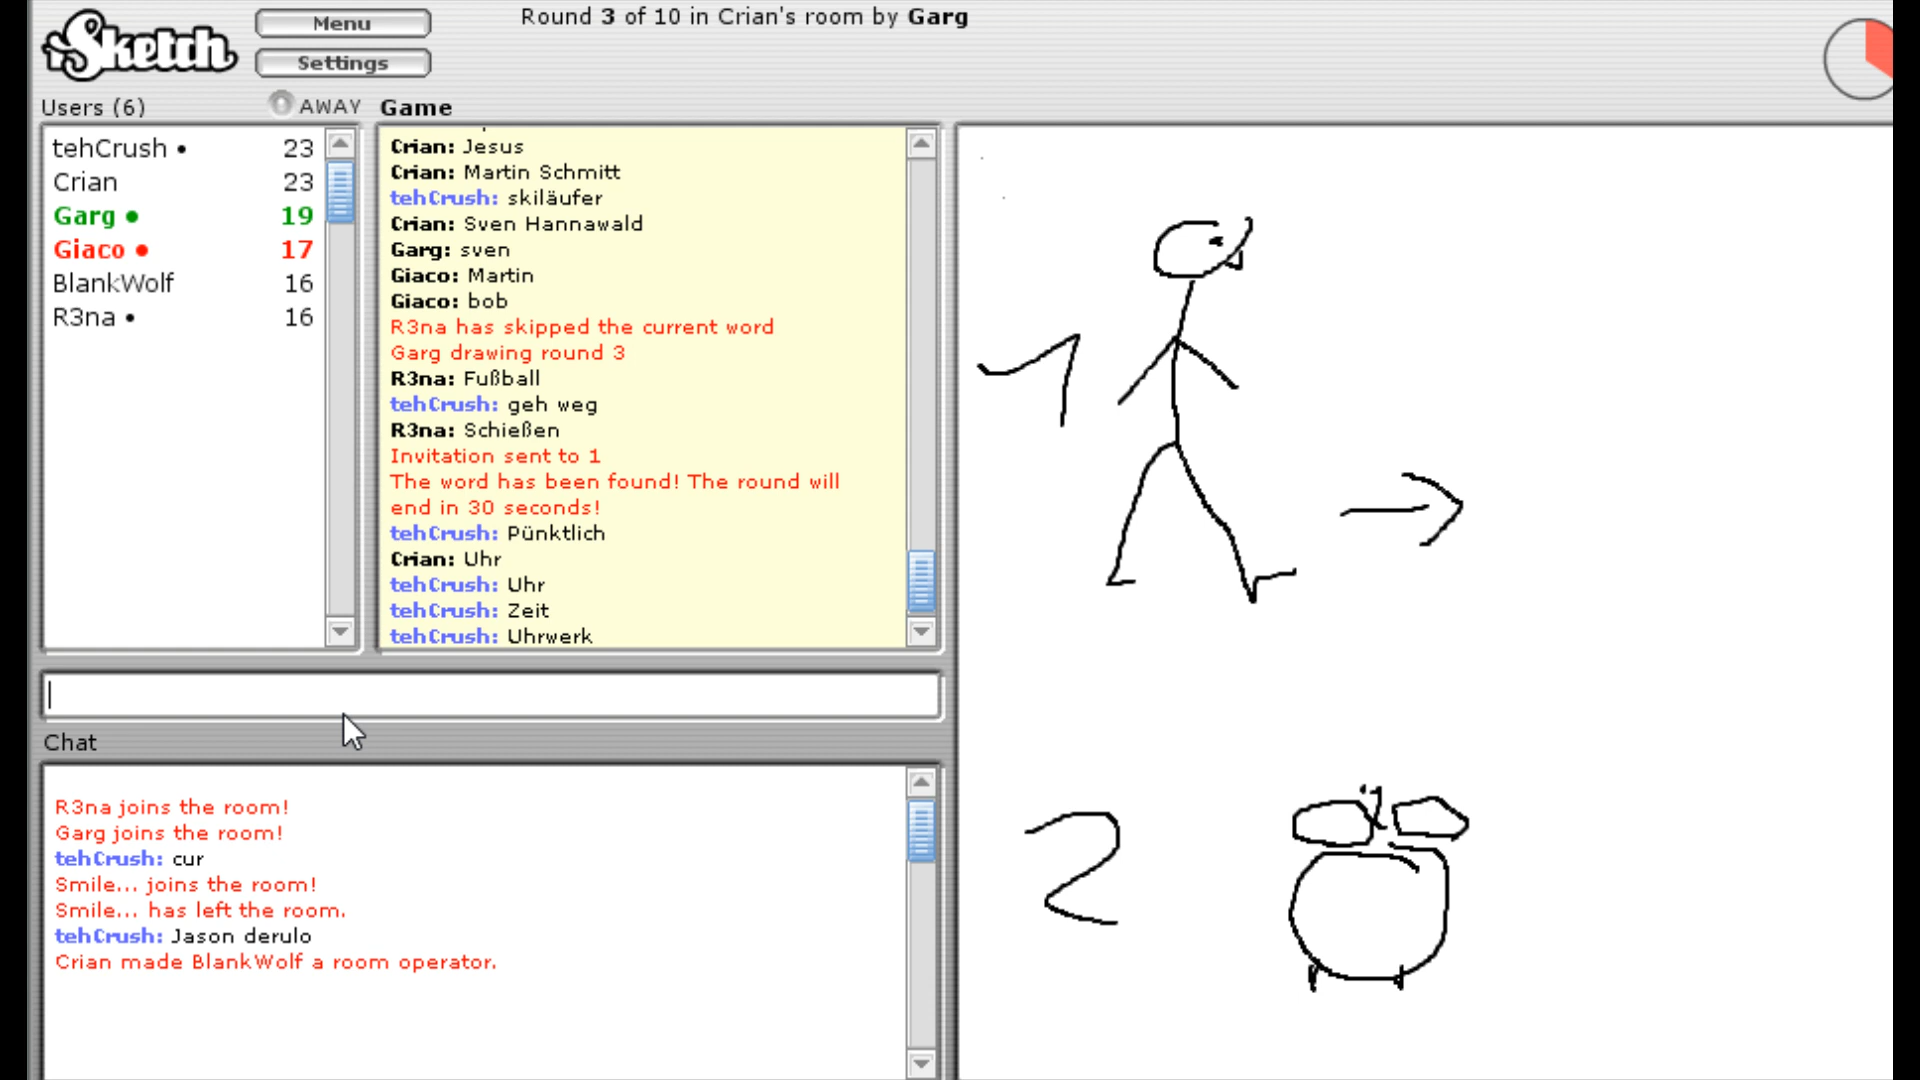 iSketch
Menu
Settings
Round 3 of 10 in Crian's room by Garg
Users (6)
AWAY
Game
tehCrush • 23
Crian 23
Garg • 19
Giaco • 17
BlankWolf 16
R3na • 16
Crian: Jesus
Crian: Martin Schmitt
tehCrush: skiläufer
Crian: Sven Hannawald
Garg: sven
Giaco: Martin
Giaco: bob
R3na has skipped the current word
Garg drawing round 3
R3na: Fußball
tehCrush: geh weg
R3na: Schießen
Invitation sent to 1
The word has been found! The round will
end in 30 seconds!
tehCrush: Pünktlich
Crian: Uhr
tehCrush: Uhr
tehCrush: Zeit
tehCrush: Uhrwerk
Chat
R3na joins the room!
Garg joins the room!
tehCrush: cur
Smile... joins the room!
Smile... has left the room.
tehCrush: Jason derulo
Crian made BlankWolf a room operator.
1
2